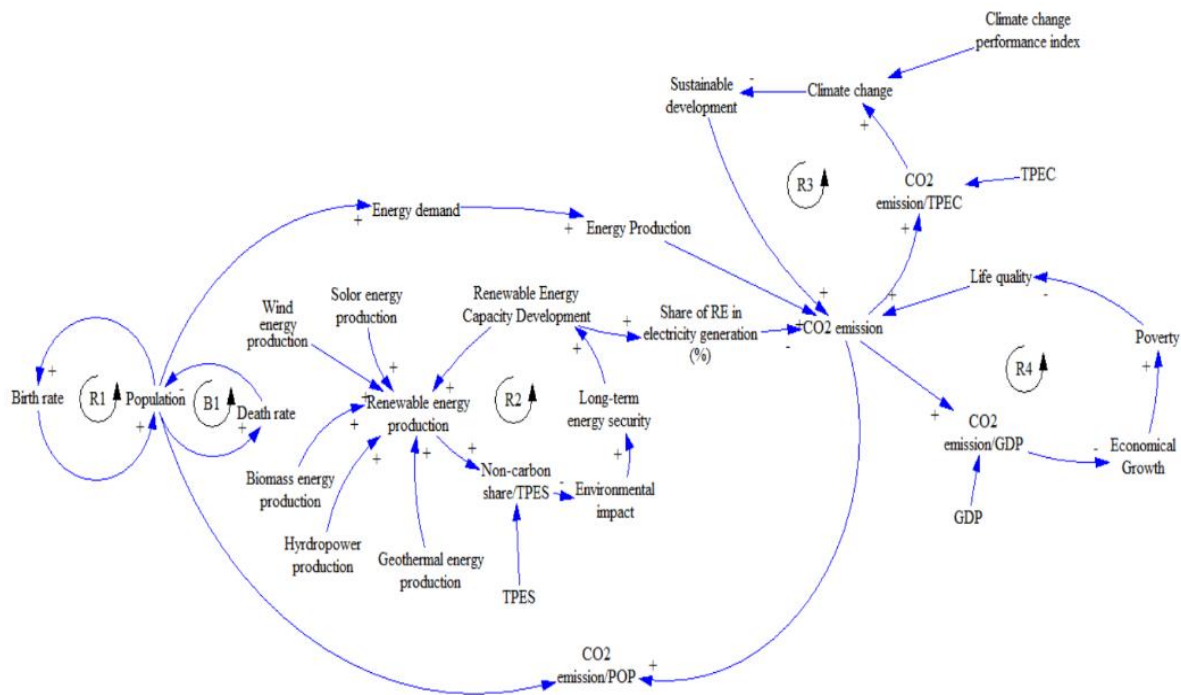 Climate change
performance index
Sustainable
development
-
Climate change
+
R3
CO2
emission/TPEC
TPEC
+
Energy demand
+
+
Energy Production
Life quality
-
Wind
energy
production
Solor energy
production
Renewable Energy
Capacity Development
+
Share of RE in
electricity generation
(%)
+
+
+
-
CO2 emission
+
Poverty
+
R4
Birth rate
+
R1
Population
+
-
B1
Death rate
+
+
+
+
+
Renewable energy
production
+
+
+
R2
+
Long-term
energy security
+
+
CO2
emission/GDP
-
Economical
Growth
Biomass energy
production
Non-carbon
share/TPES
-
Environmental
impact
GDP
Hyrdropower
production
Geothermal energy
production
TPES
CO2
emission/POP
+
+